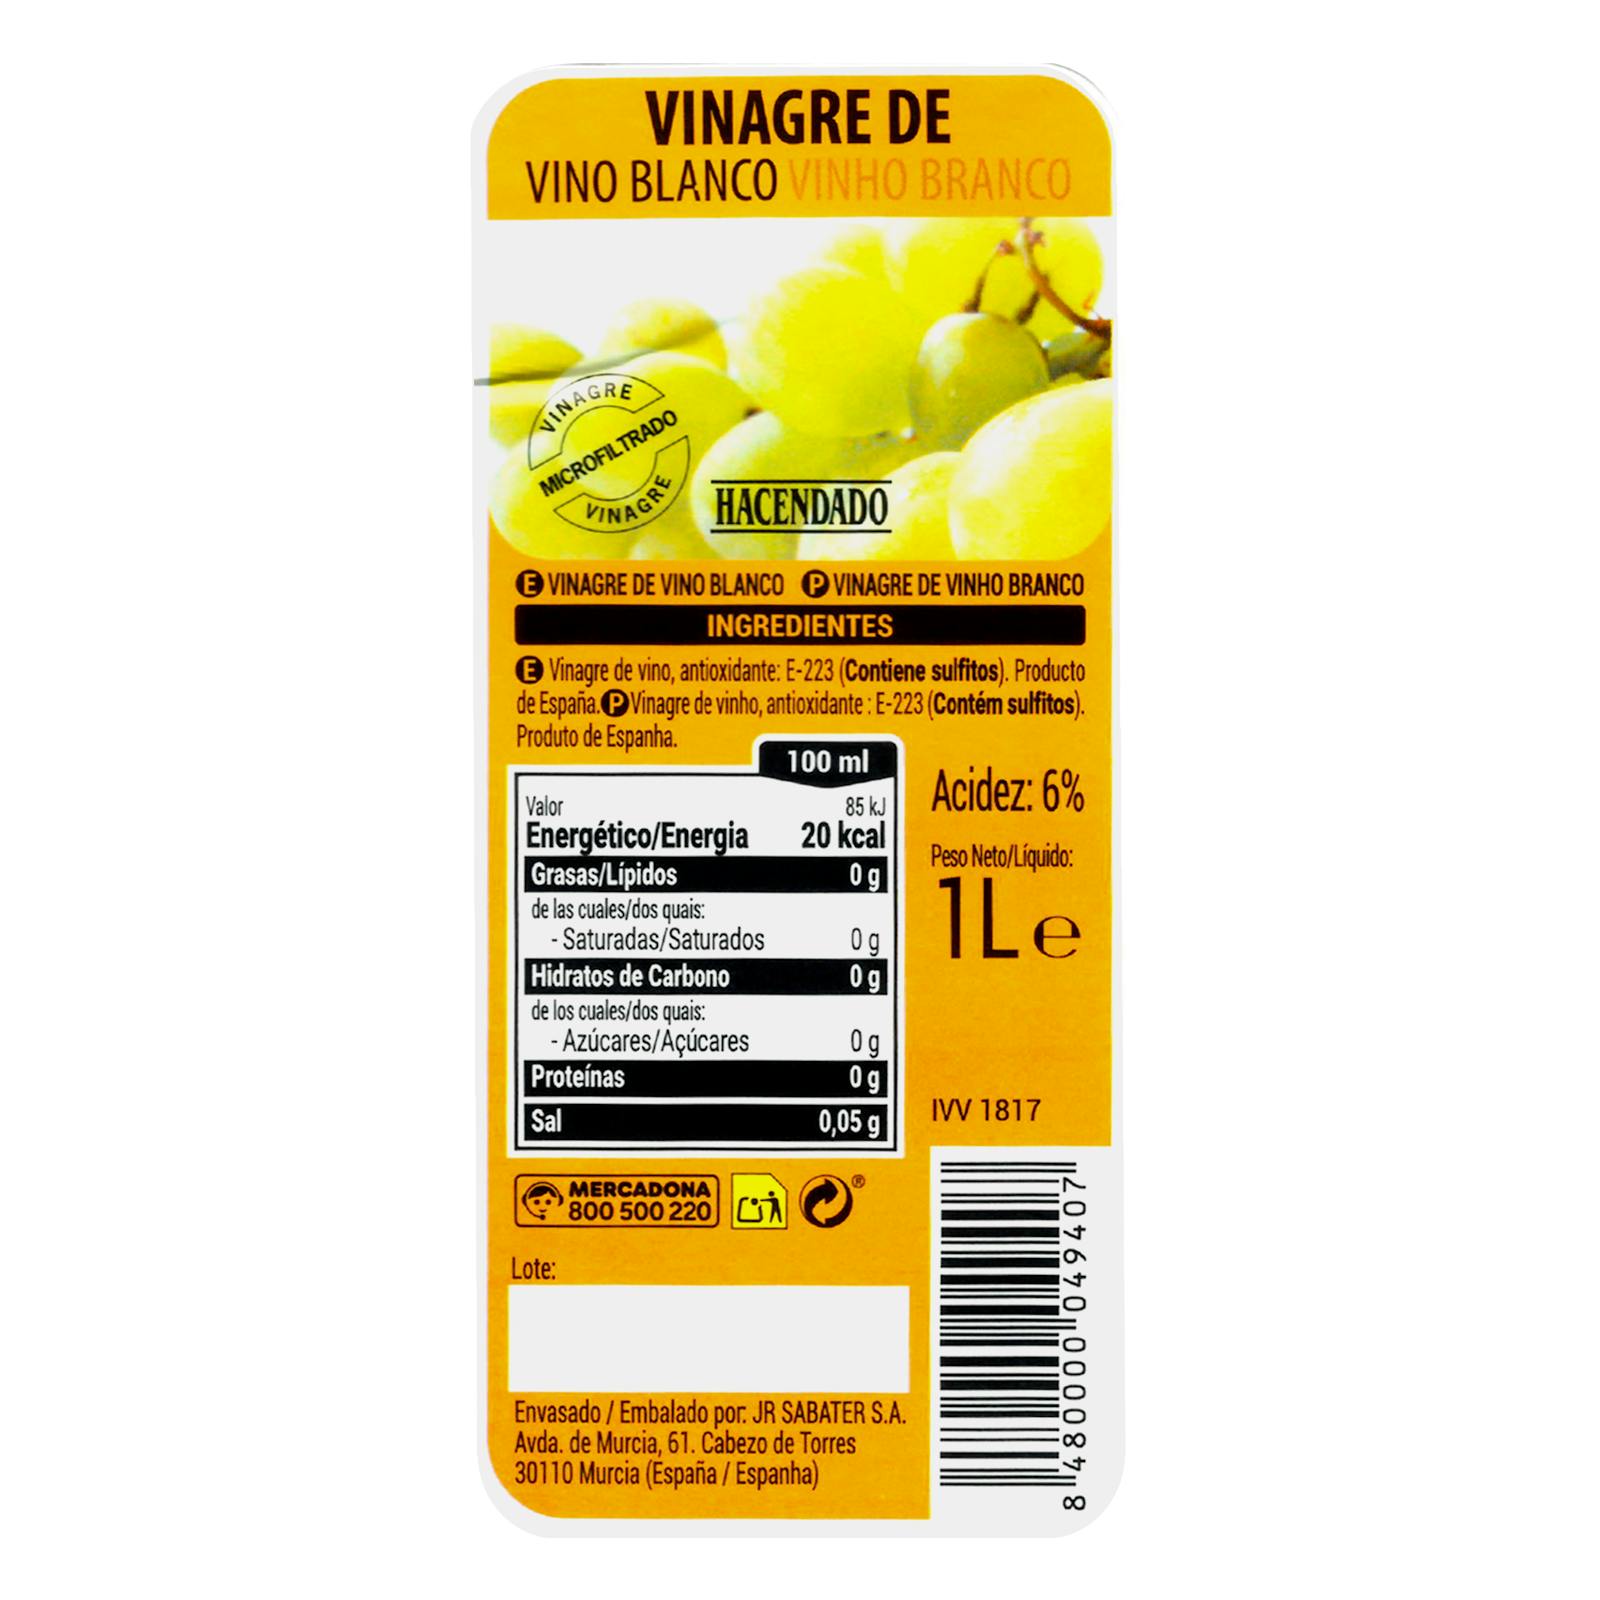 VINAGRE DE
VINO BLANCO VINHO BRANCO
VINAGRE
MICROFILTRADO
VINAGRE
HACENDADO
E VINAGRE DE VINO BLANCO P VINAGRE DE VINHO BRANCO
INGREDIENTES
E Vinagre de vino, antioxidante: E-223 (Contiene sulfitos). Producto
de España. P Vinagre de vinho, antioxidante : E-223 (Contém sulfitos).
Produto de Espanha.
100 ml
Valor 85 kJ
Energético/Energia 20 kcal
Grasas/Lípidos 0 g
de las cuales/dos quais:
- Saturadas/Saturados 0 g
Hidratos de Carbono 0 g
de los cuales/dos quais:
- Azúcares/Açúcares 0 g
Proteínas 0 g
Sal 0,05 g
Acidez: 6%
Peso Neto/Líquido:
1L e
IVV 1817
MERCADONA
800 500 220
®
Lote:
Envasado / Embalado por: JR SABATER S.A.
Avda. de Murcia, 61. Cabezo de Torres
30110 Murcia (España / Espanha)
8 480000 049407